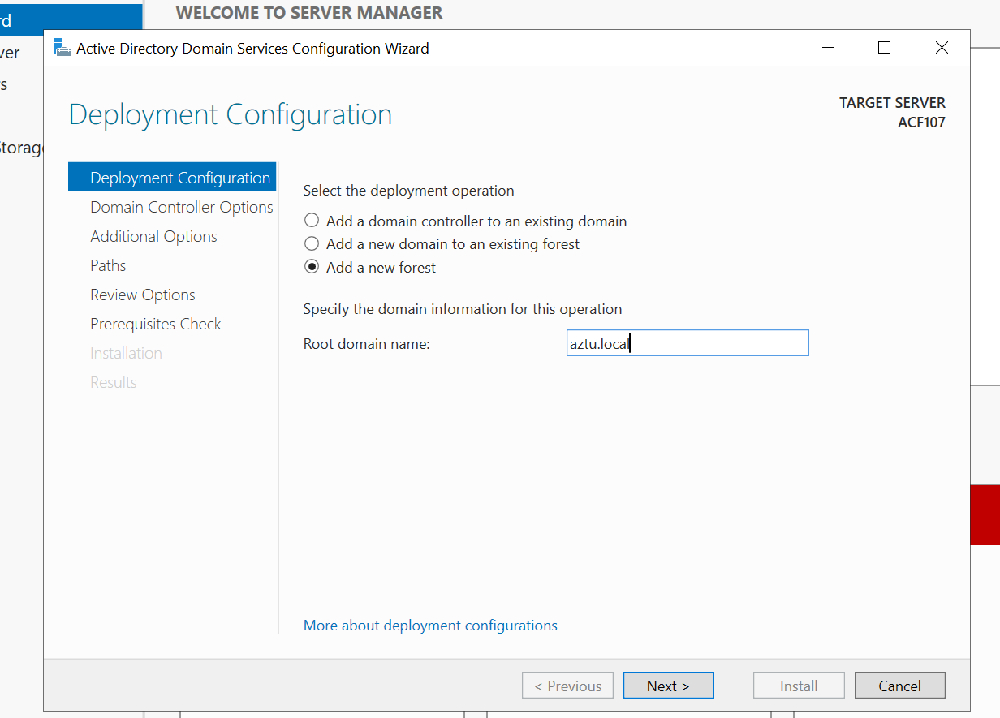 WELCOME TO SERVER MANAGER
Active Directory Domain Services Configuration Wizard
Deployment Configuration
TARGET SERVER
ACF107
Deployment Configuration
Domain Controller Options
Additional Options
Paths
Review Options
Prerequisites Check
Installation
Results
Select the deployment operation
Add a domain controller to an existing domain
Add a new domain to an existing forest
Add a new forest
Specify the domain information for this operation
Root domain name:
aztu.local
More about deployment configurations
< Previous
Next >
Install
Cancel